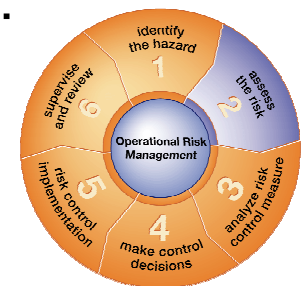 identify
the hazard
1
assess
the risk
2
analyze risk
control measure
3
4
make control
decisions
risk control
implementation
5
supervise
and review
6
Operational Risk
Management